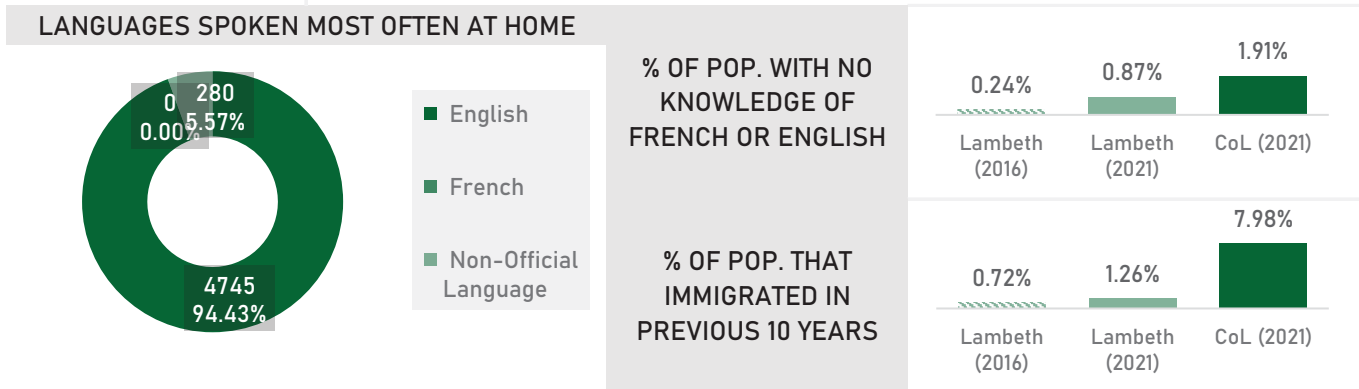 LANGUAGES SPOKEN MOST OFTEN AT HOME
0
0.00%
280
5.57%
4745
94.43%
English
French
Non-Official
Language
% OF POP. WITH NO
KNOWLEDGE OF
FRENCH OR ENGLISH
0.24%
0.87%
1.91%
Lambeth
(2016)
Lambeth
(2021)
CoL (2021)
% OF POP. THAT
IMMIGRATED IN
PREVIOUS 10 YEARS
0.72%
1.26%
7.98%
Lambeth
(2016)
Lambeth
(2021)
CoL (2021)